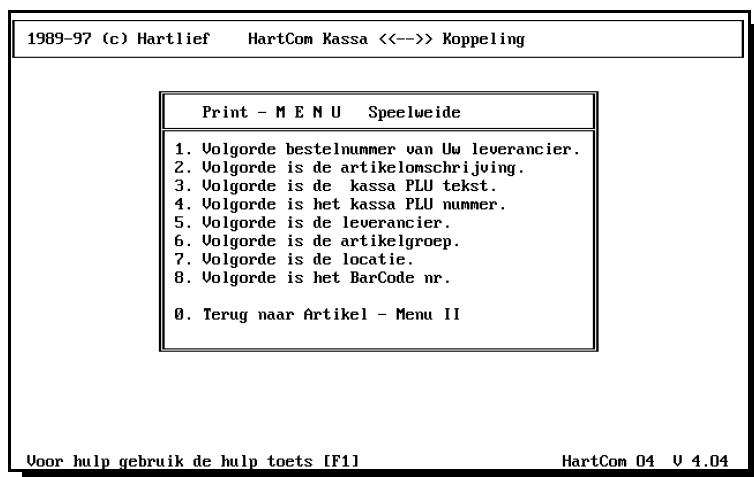 1989-97 (c) Hartlief HartCom Kassa <<-->> Koppeling
Print - M E N U Speelweide
1. Volgorde bestelnummer van Uw leverancier.
2. Volgorde is de artikelomschrijving.
3. Volgorde is de kassa PLU tekst.
4. Volgorde is het kassa PLU nummer.
5. Volgorde is de leverancier.
6. Volgorde is de artikelgroep.
7. Volgorde is de locatie.
8. Volgorde is het BarCode nr.
0. Terug naar Artikel - Menu II
Voor hulp gebruik de hulp toets [F1] HartCom 04 V 4.04